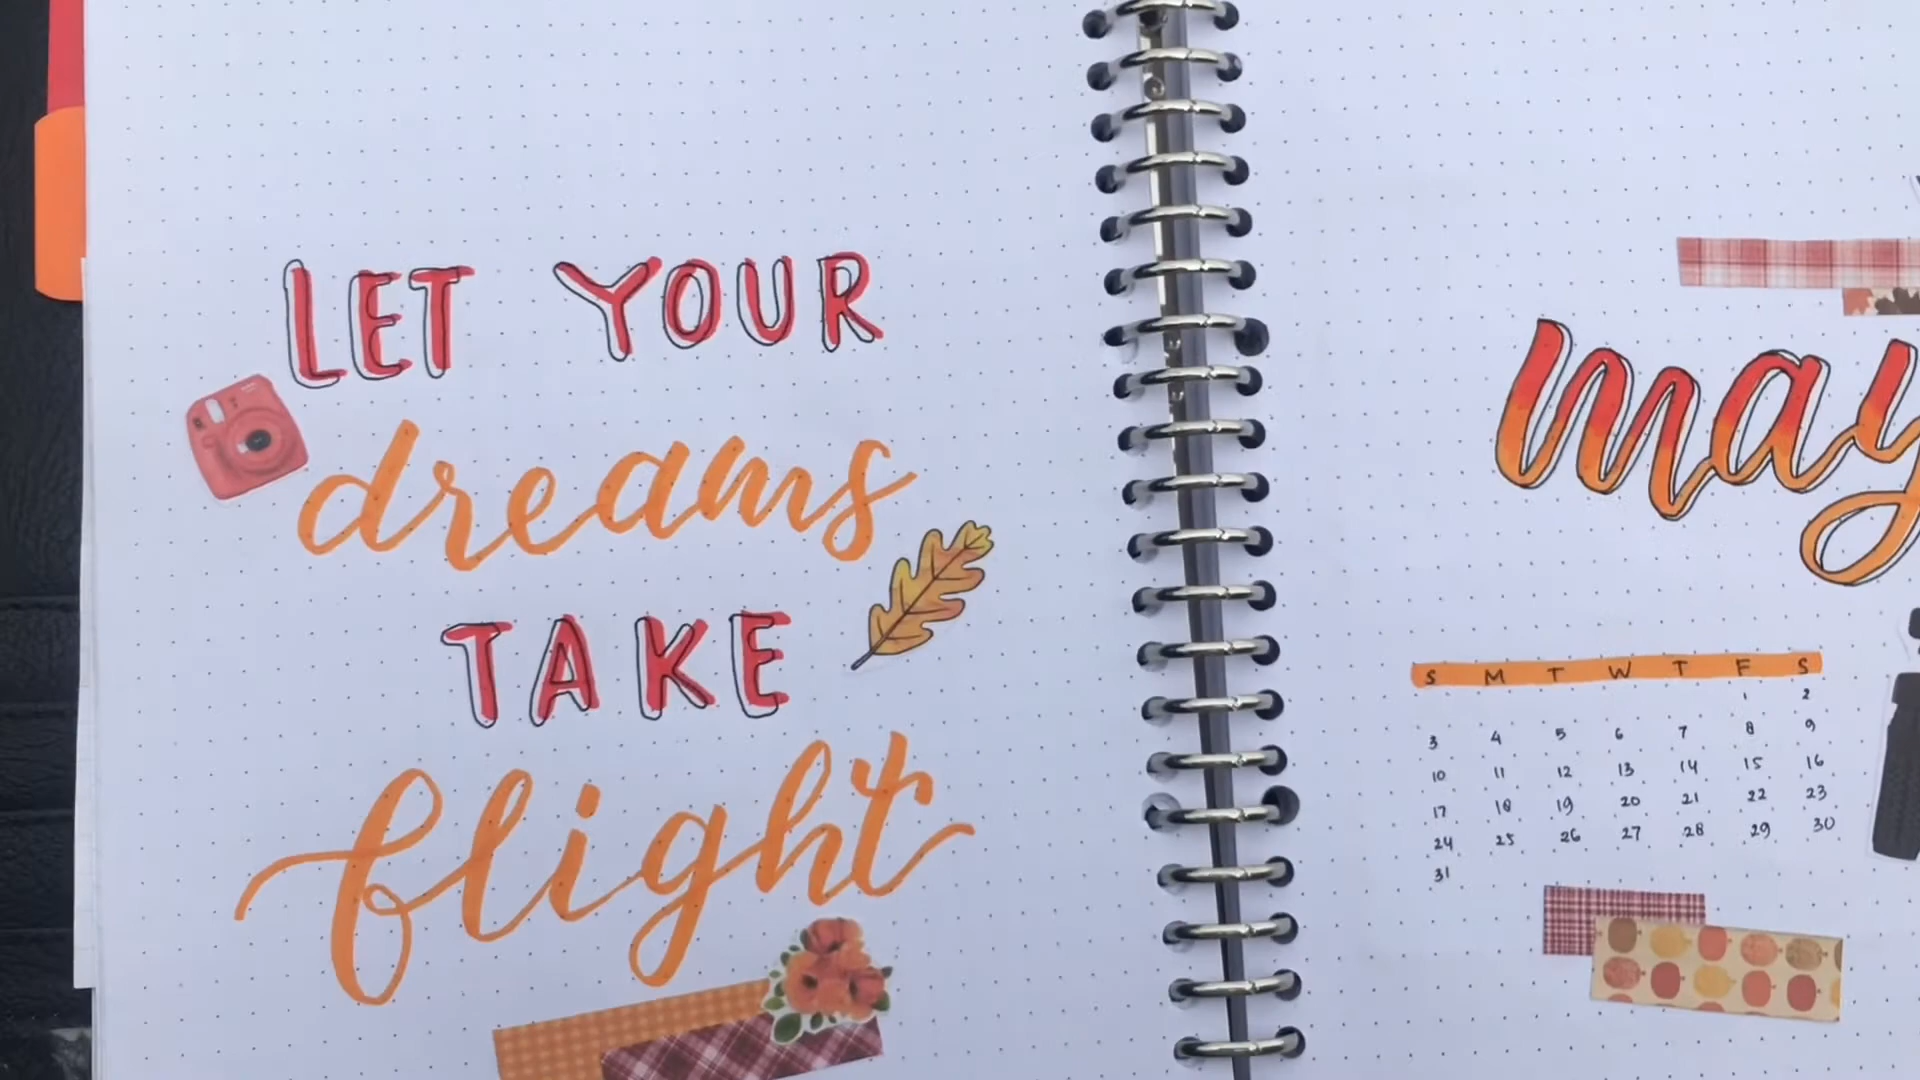 LET YOUR
dreams
TAKE
flight
may
S M T W T F S
1 2
3 4 5 6 7 8 9
10 11 12 13 14 15 16
17 18 19 20 21 22 23
24 25 26 27 28 29 30
31